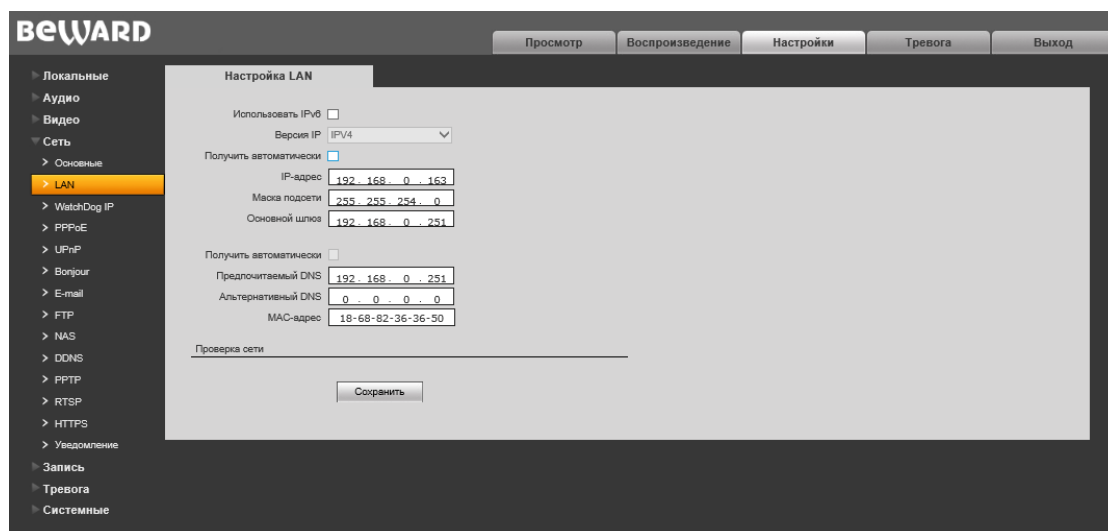 BEWARD
Просмотр Воспроизведение Настройки Тревога Выход
Локальные
Аудио
Видео
Сеть
Основные
LAN
WatchDog IP
PPPoE
UPnP
Bonjour
E-mail
FTP
NAS
DDNS
PPTP
RTSP
HTTPS
Уведомление
Запись
Тревога
Системные
Настройка LAN
Использовать IPv6
Версия IP IPV4
Получить автоматически
IP-адрес 192 . 168 . 0 . 163
Маска подсети 255 . 255 . 254 . 0
Основной шлюз 192 . 168 . 0 . 251
Получить автоматически
Предпочитаемый DNS 192 . 168 . 0 . 251
Альтернативный DNS 0 . 0 . 0 . 0
MAC-адрес 18-68-82-36-36-50
Проверка сети
Сохранить